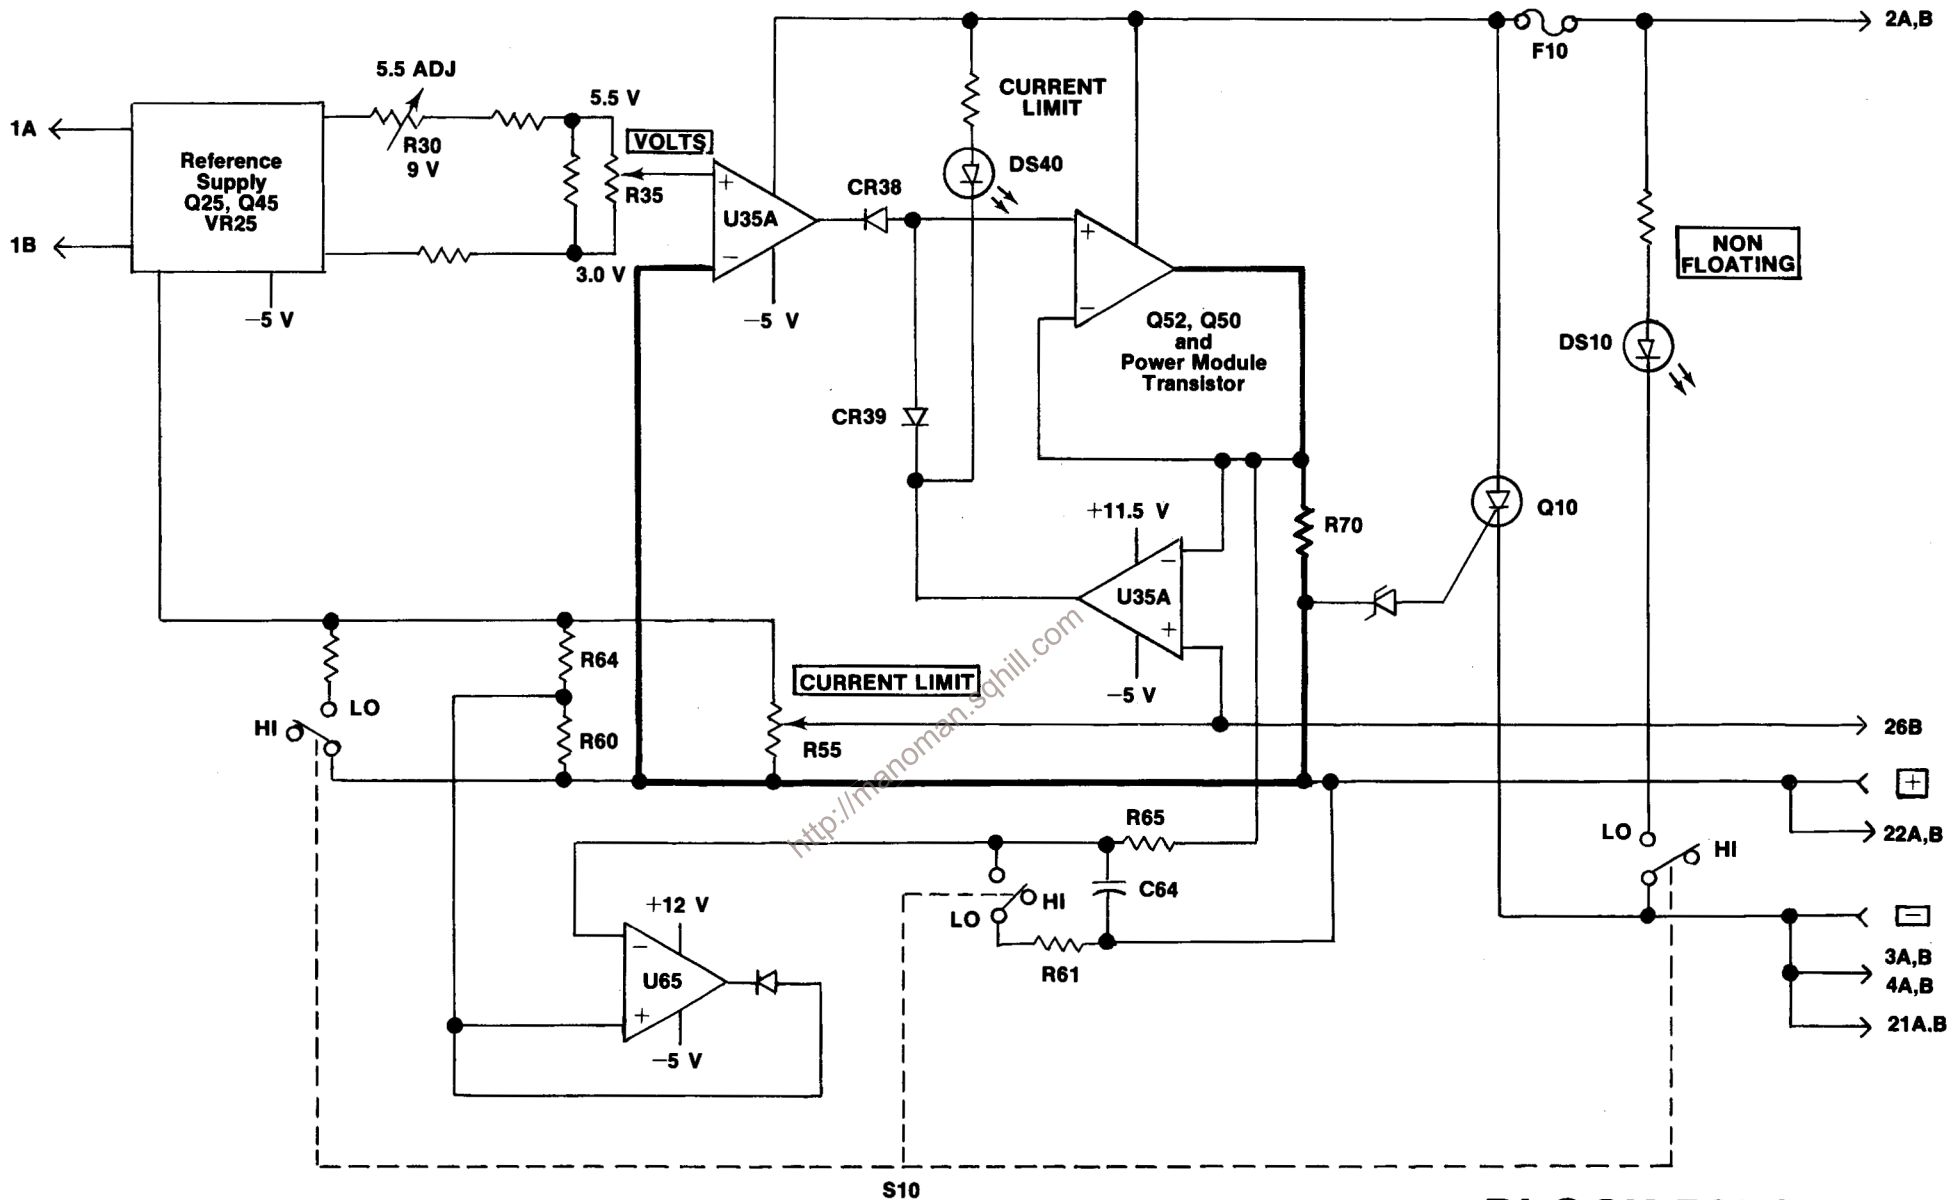 2A,B
F10
5.5 ADJ
5.5 V
CURRENT
LIMIT
1A
R30
9 V
VOLTS
Reference
Supply
Q25, Q45
VR25
R35
+
U35A
−
CR38
DS40
+
−
NON
FLOATING
1B
3.0 V
−5 V
−5 V
Q52, Q50
and
Power Module
Transistor
DS10
CR39
+11.5 V
R70
Q10
−
U35A
+
−5 V
R64
CURRENT LIMIT
HI
LO
R60
R55
26B
+
R65
LO
HI
22A,B
C64
HI
LO
R61
−
+12 V
−
U65
+
−5 V
3A,B
4A,B
21A,B
S10
http://manoman.sqhill.com